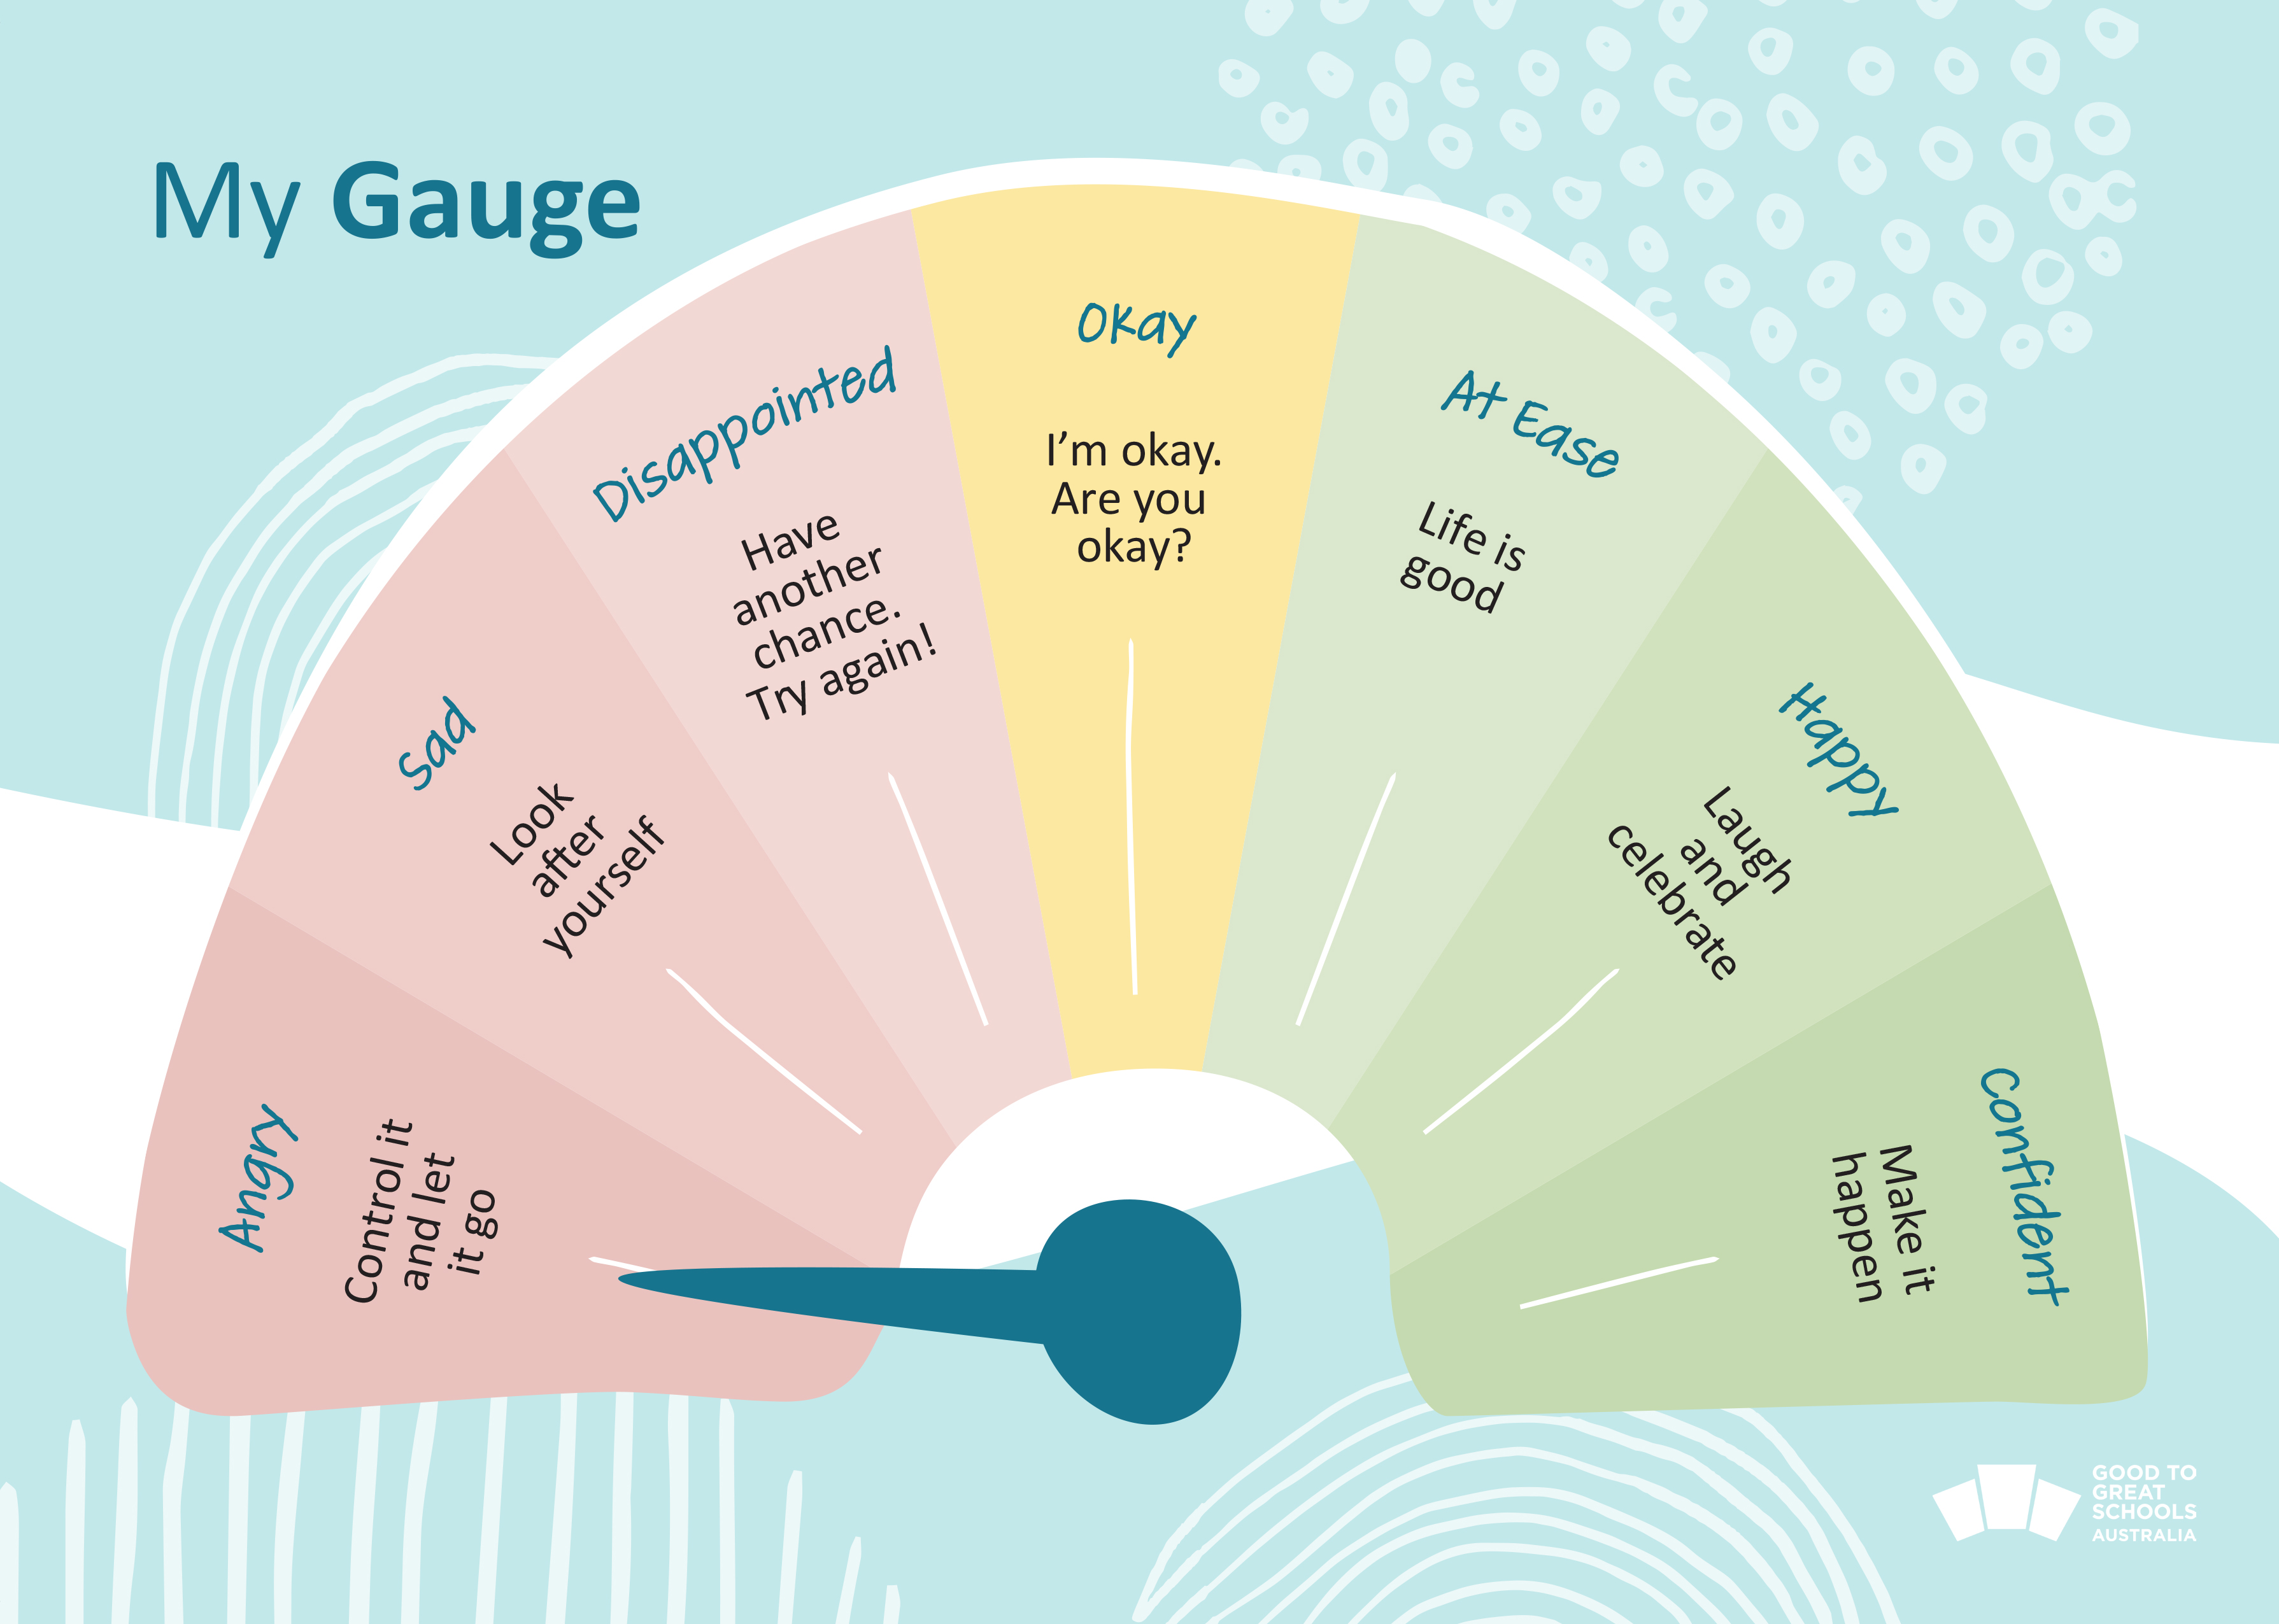 My Gauge
Angry
Control it
and let
it go
Sad
Look
after
yourself
Disappointed
Have
another
chance.
Try again!
Okay
I'm okay.
Are you
okay?
At Ease
Life is
good
Happy
Laugh
and
celebrate
Confident
Make it
happen
GOOD TO
GREAT
SCHOOLS
AUSTRALIA